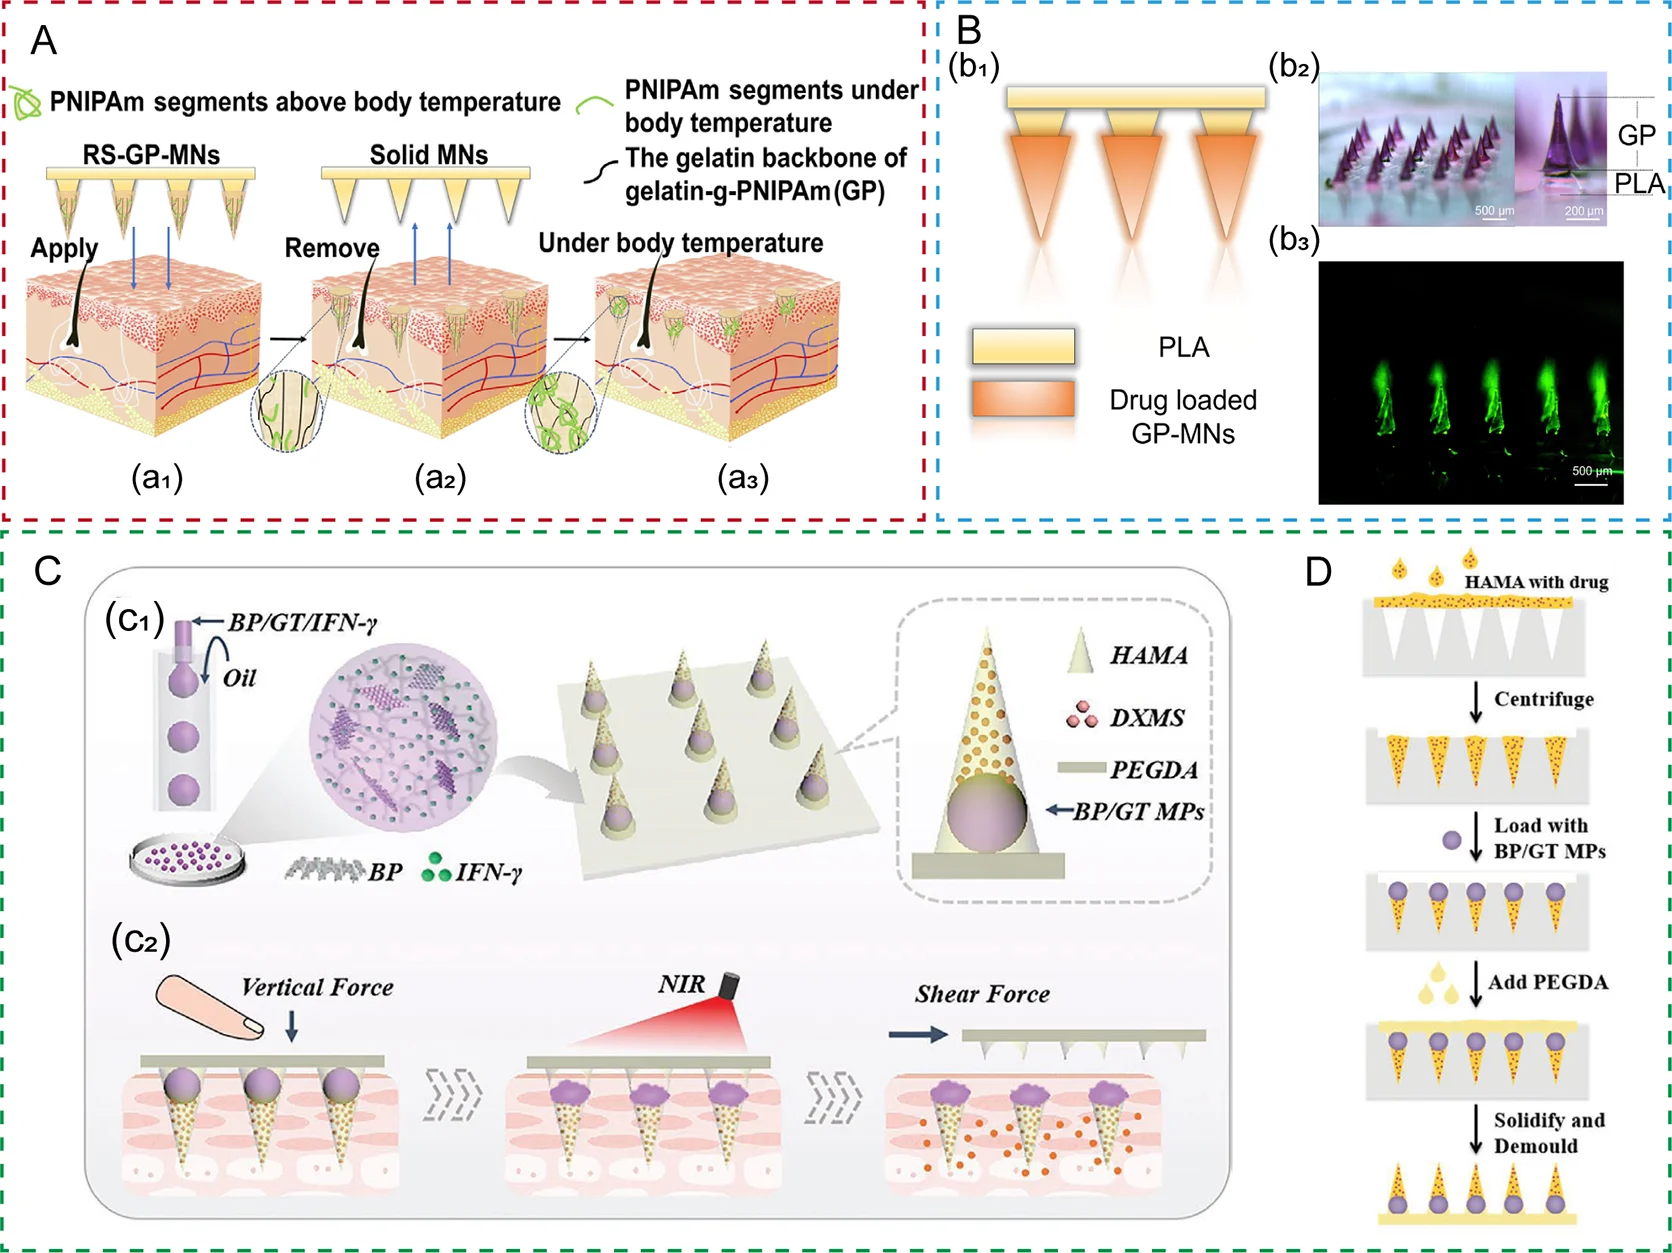 A
PNIPAm segments above body temperature
PNIPAm segments under
body temperature
RS-GP-MNs
Solid MNs
The gelatin backbone of
gelatin-g-PNIPAm (GP)
Apply
Remove
Under body temperature
(a₁)
(a₂)
(a₃)
B
(b₁)
(b₂)
GP
PLA
500 µm
200 µm
(b₃)
500 µm
PLA
Drug loaded
GP-MNs
C
(c₁)
BP/GT/IFN-γ
Oil
BP
IFN-γ
HAMA
DXMS
PEGDA
BP/GT MPs
(c₂)
Vertical Force
NIR
Shear Force
D
HAMA with drug
Centrifuge
Load with
BP/GT MPs
Add PEGDA
Solidify and
Demould